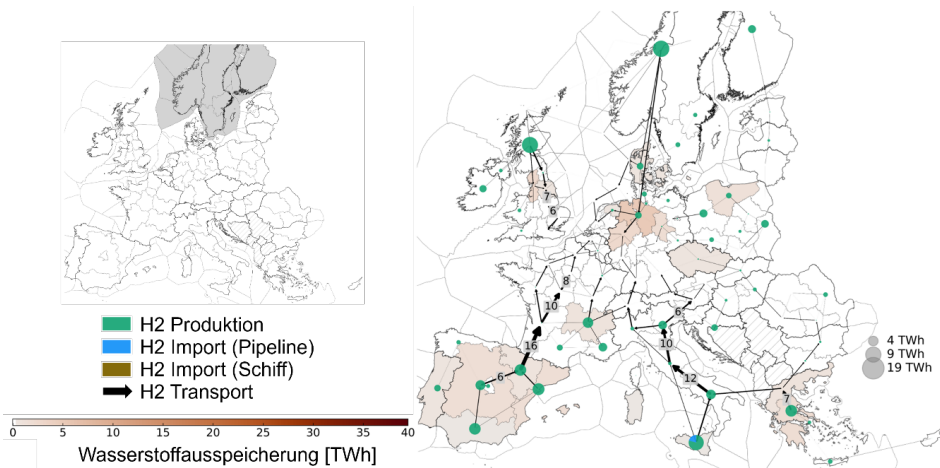 H2 Produktion
H2 Import (Pipeline)
H2 Import (Schiff)
H2 Transport
0 5 10 15 20 25 30 35 40
Wasserstoffausspeicherung [TWh]
7
6
8
10
16
6
6
10
12
7
4 TWh
9 TWh
19 TWh